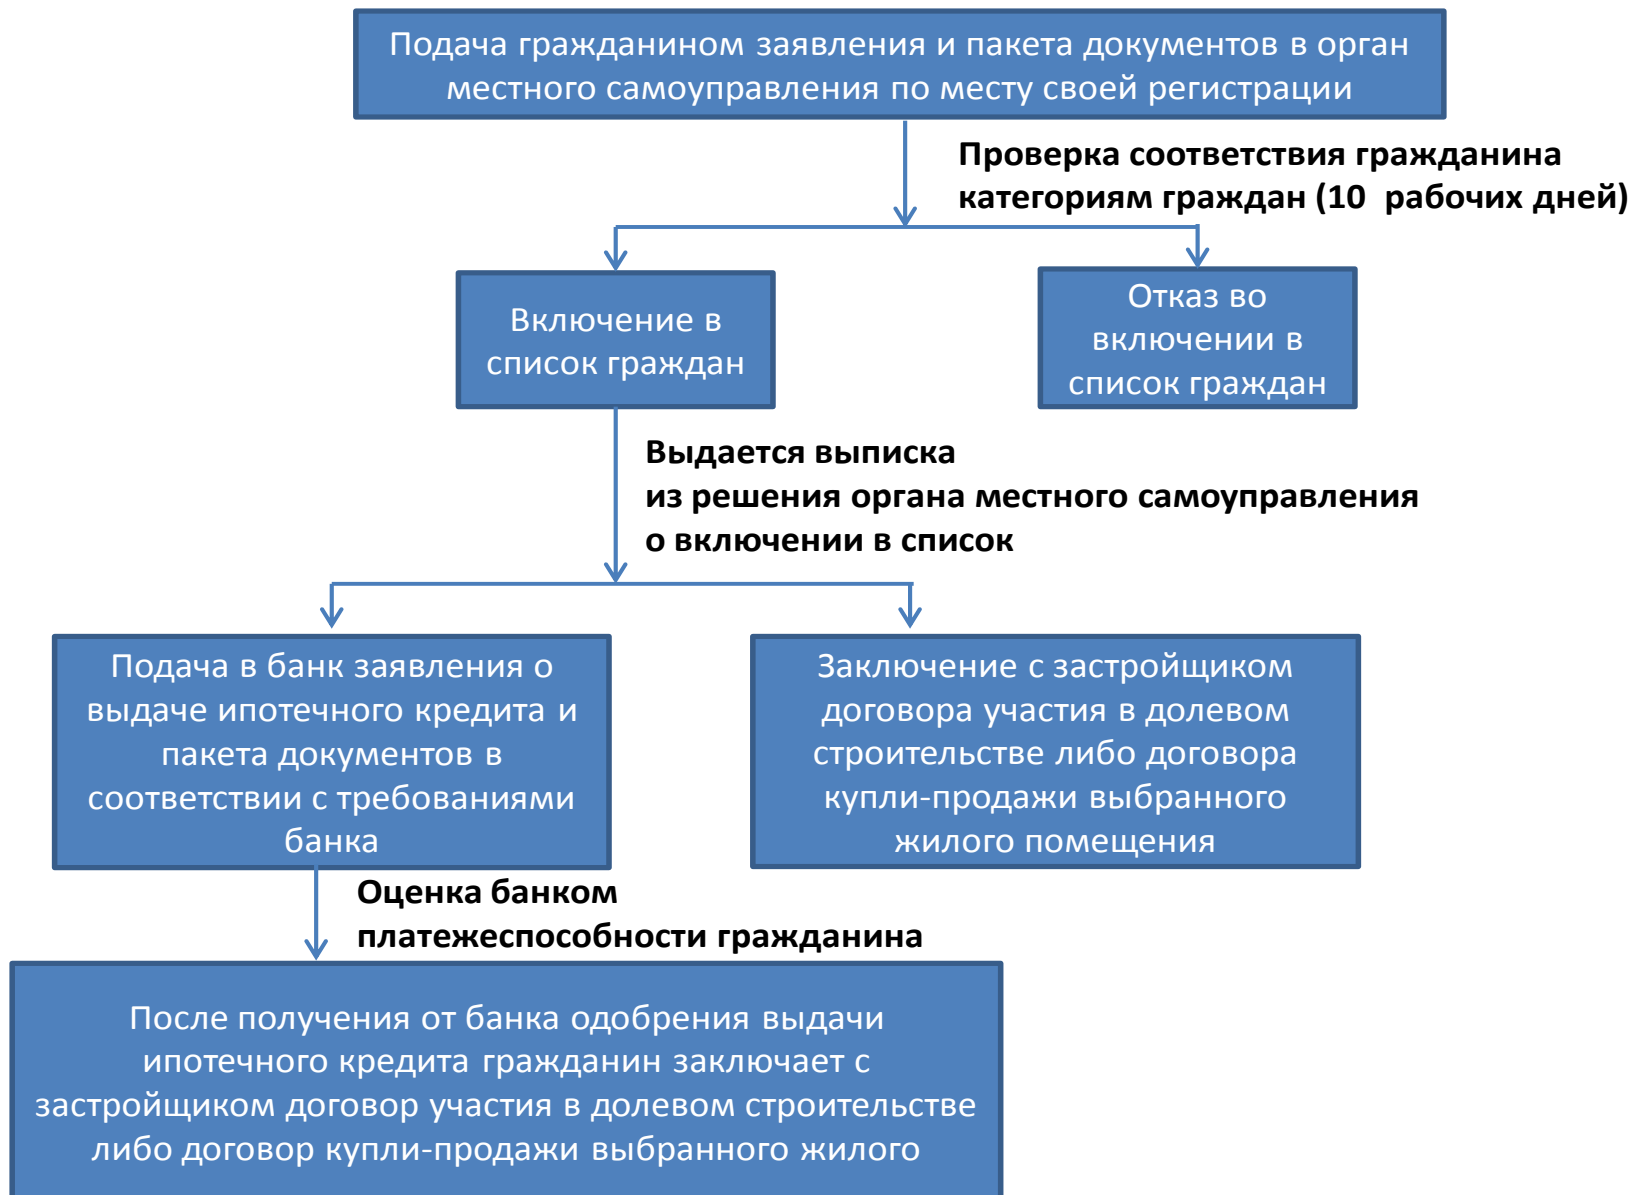 Подача гражданином заявления и пакета документов в орган
местного самоуправления по месту своей регистрации
Проверка соответствия гражданина
категориям граждан (10  рабочих дней)
Включение в
список граждан
Отказ во
включении в
список граждан
Выдается выписка
из решения органа местного самоуправления
о включении в список
Подача в банк заявления о
выдаче ипотечного кредита и
пакета документов в
соответствии с требованиями
банка
Заключение с застройщиком
договора участия в долевом
строительстве либо договора
купли-продажи выбранного
жилого помещения
Оценка банком
платежеспособности гражданина
После получения от банка одобрения выдачи
ипотечного кредита гражданин заключает с
застройщиком договор участия в долевом строительстве
либо договор купли-продажи выбранного жилого